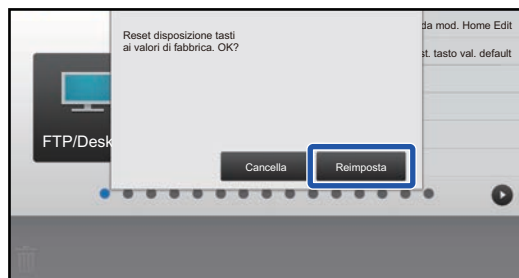 Reset disposizione tasti
ai valori di fabbrica. OK?
da mod. Home Edit
st. tasto val. default
FTP/Desk
Cancella
Reimposta